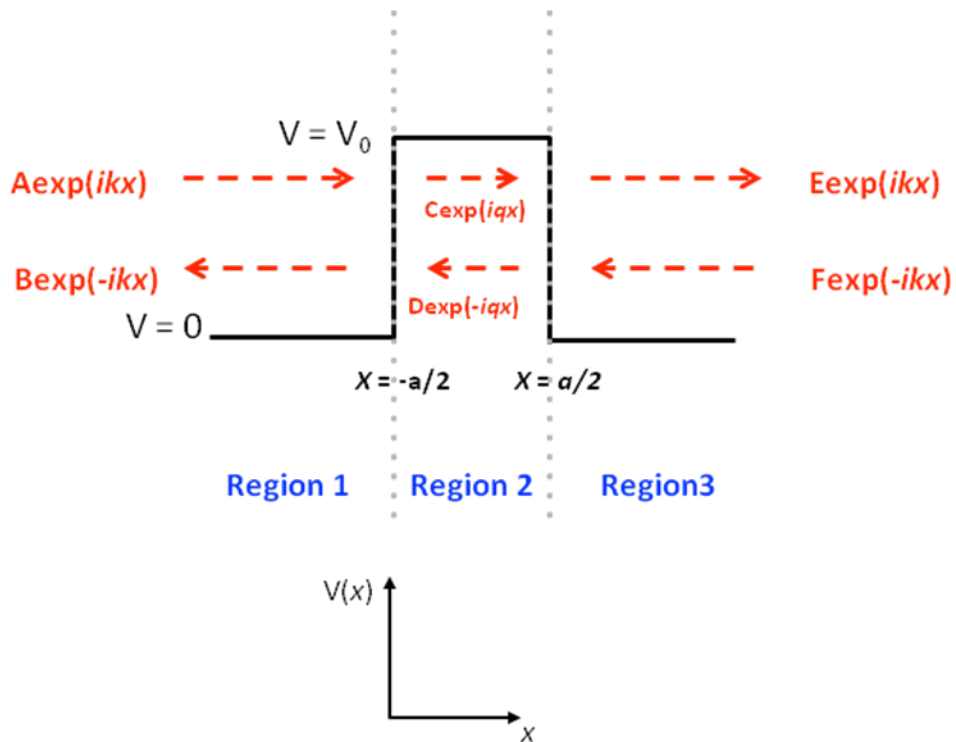 V = V₀
Aexp(ikx)
Cexp(iqx)
Eexp(ikx)
Bexp(-ikx)
Dexp(-iqx)
Fexp(-ikx)
V = 0
X = -a/2
X = a/2
Region 1
Region 2
Region3
V(x)
x